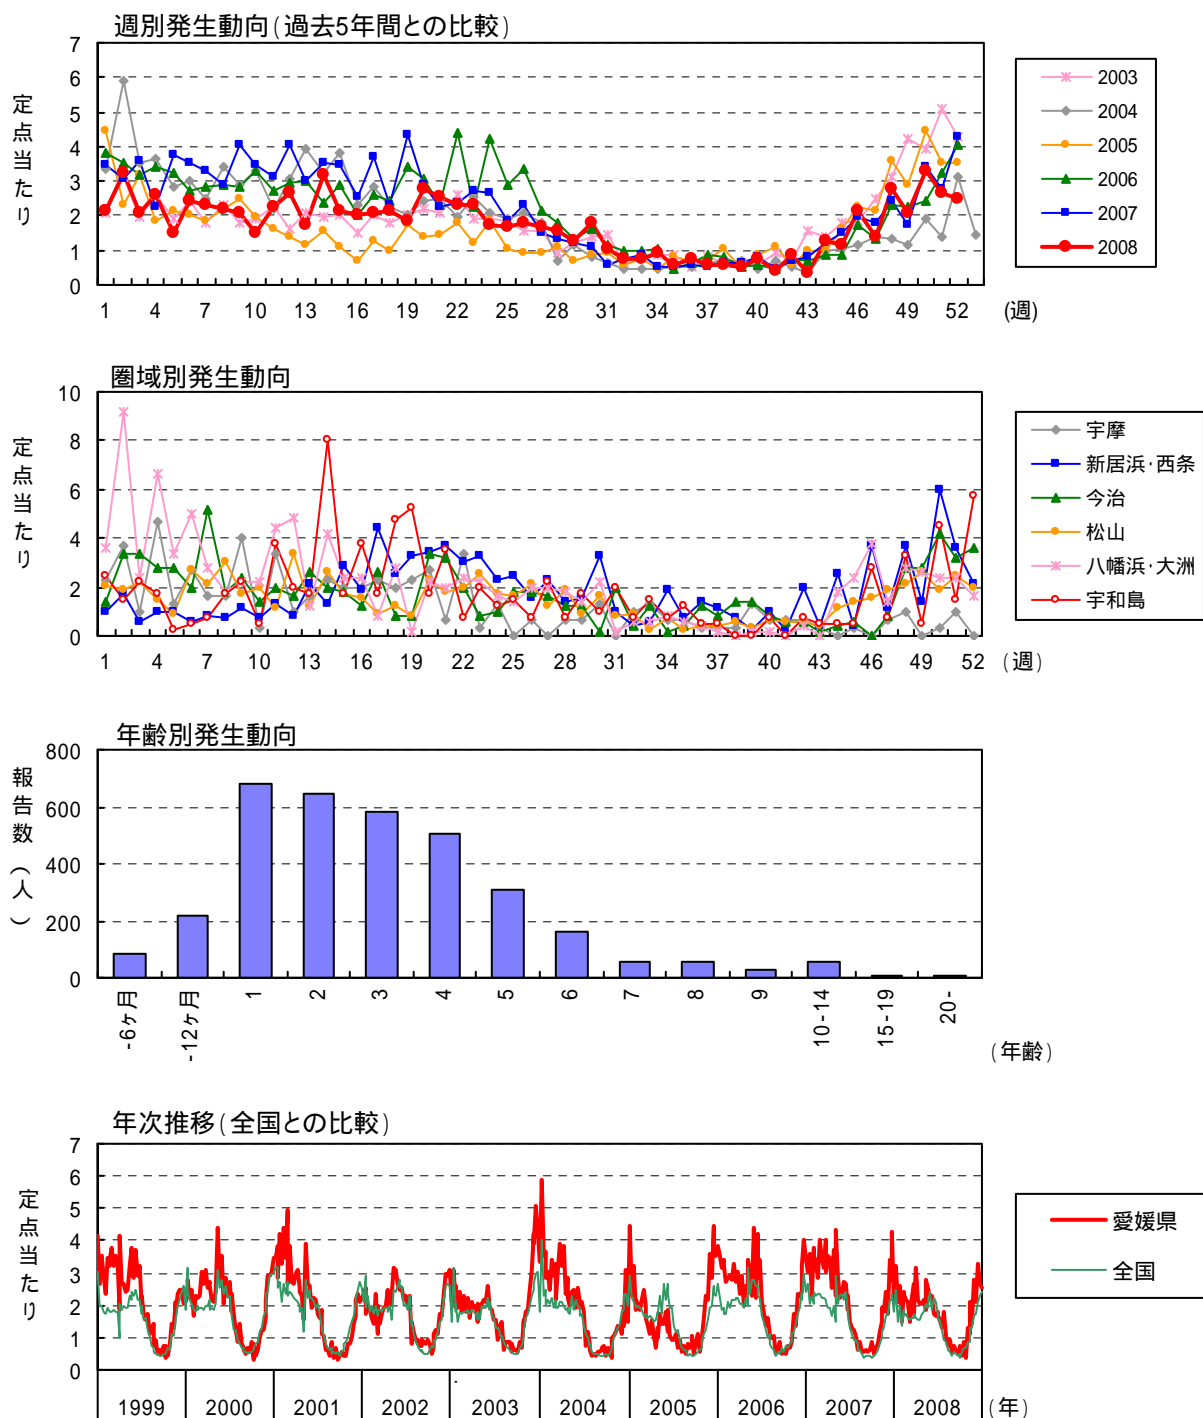 週別発生動向(過去5年間との比較)
定点当たり
7
6
5
4
3
2
1
0
1 4 7 10 13 16 19 22 25 28 31 34 37 40 43 46 49 52 (週)
2003
2004
2005
2006
2007
2008
圏域別発生動向
定点当たり
10
8
6
4
2
0
1 4 7 10 13 16 19 22 25 28 31 34 37 40 43 46 49 52 (週)
宇摩
新居浜・西条
今治
松山
八幡浜・大洲
宇和島
年齢別発生動向
報告数(人)
800
600
400
200
0
-6ヶ月 -12ヶ月 1 2 3 4 5 6 7 8 9 10-14 15-19 20-
(年齢)
年次推移(全国との比較)
定点当たり
7
6
5
4
3
2
1
0
1999 2000 2001 2002 2003 2004 2005 2006 2007 2008 (年)
愛媛県
全国